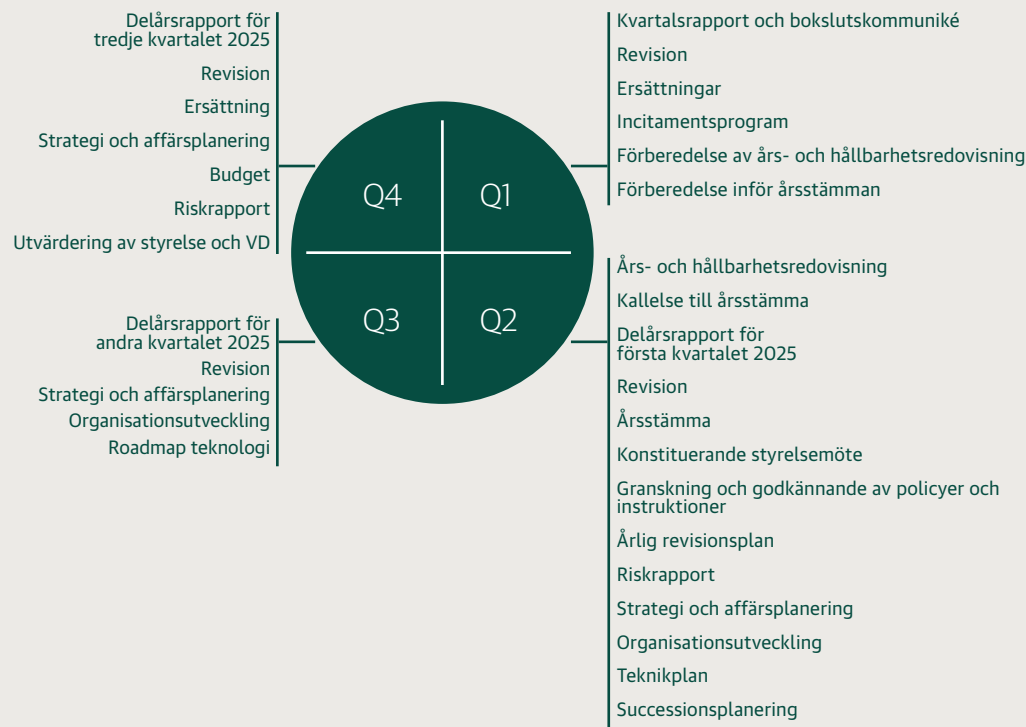 Delårsrapport för
tredje kvartalet 2025
Revision
Ersättning
Strategi och affärsplanering
Budget
Riskrapport
Utvärdering av styrelse och VD
Kvartalsrapport och bokslutskommuniké
Revision
Ersättningar
Incitamentsprogram
Förberedelse av års- och hållbarhetsredovisning
Förberedelse inför årsstämman
Q4
Q1
Q3
Q2
Delårsrapport för
andra kvartalet 2025
Revision
Strategi och affärsplanering
Organisationsutveckling
Roadmap teknologi
Års- och hållbarhetsredovisning
Kallelse till årsstämma
Delårsrapport för
första kvartalet 2025
Revision
Årsstämma
Konstituerande styrelsemöte
Granskning och godkännande av policyer och
instruktioner
Årlig revisionsplan
Riskrapport
Strategi och affärsplanering
Organisationsutveckling
Teknikplan
Successionsplanering